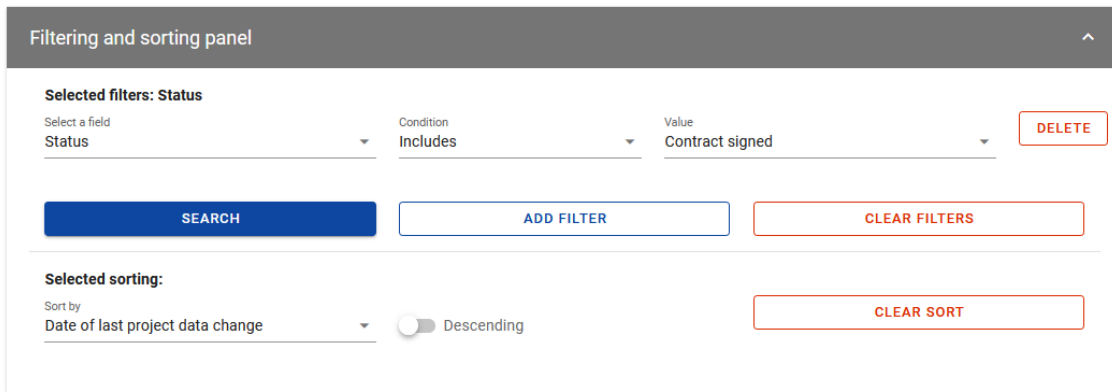 Filtering and sorting panel
Selected filters: Status
Select a field
Status
Condition
Includes
Value
Contract signed
DELETE
SEARCH
ADD FILTER
CLEAR FILTERS
Selected sorting:
Sort by
Date of last project data change
Descending
CLEAR SORT